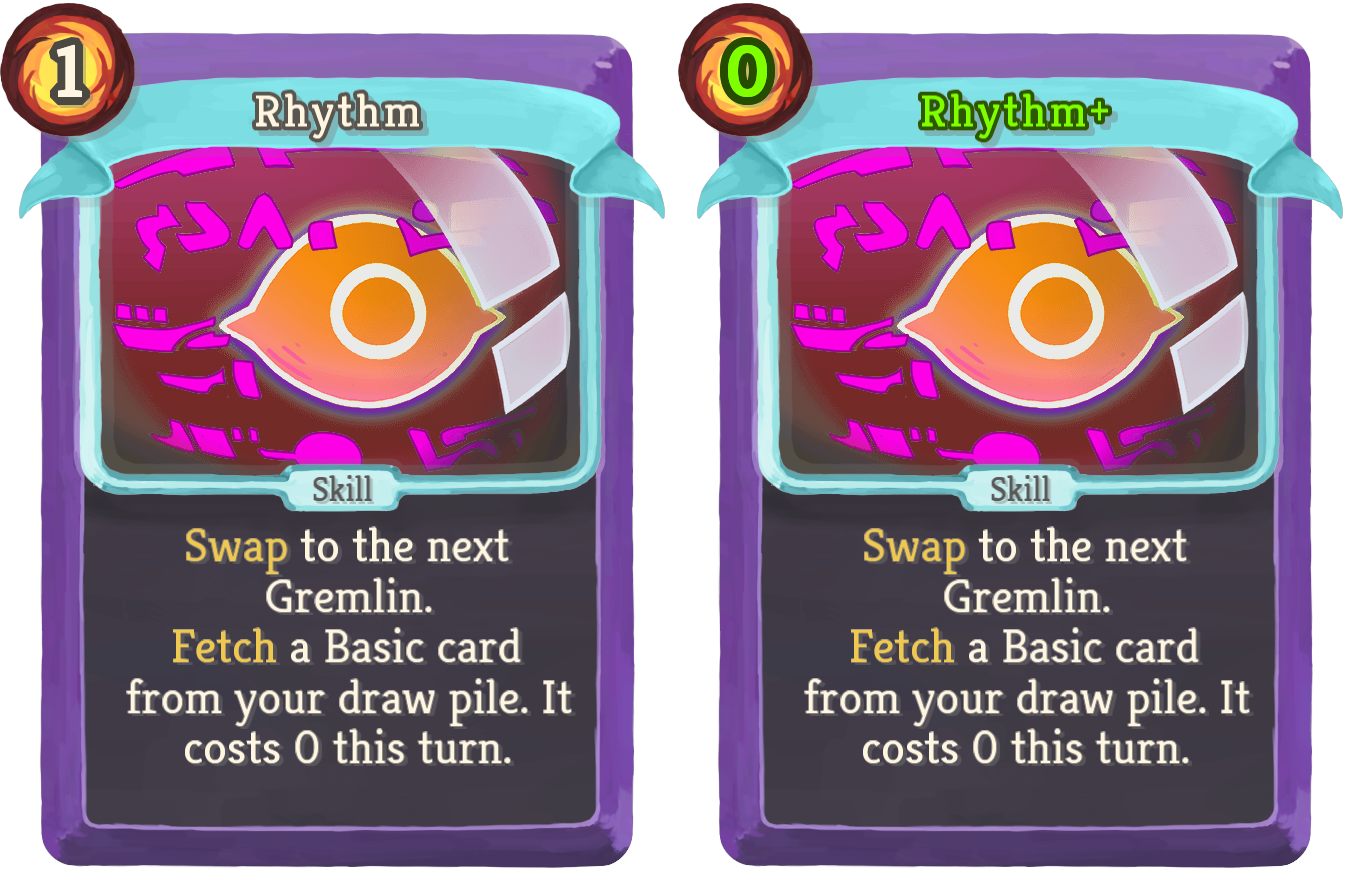 1
Rhythm
Skill
Swap to the next
Gremlin.
Fetch a Basic card
from your draw pile. It
costs 0 this turn.
0
Rhythm+
Skill
Swap to the next
Gremlin.
Fetch a Basic card
from your draw pile. It
costs 0 this turn.